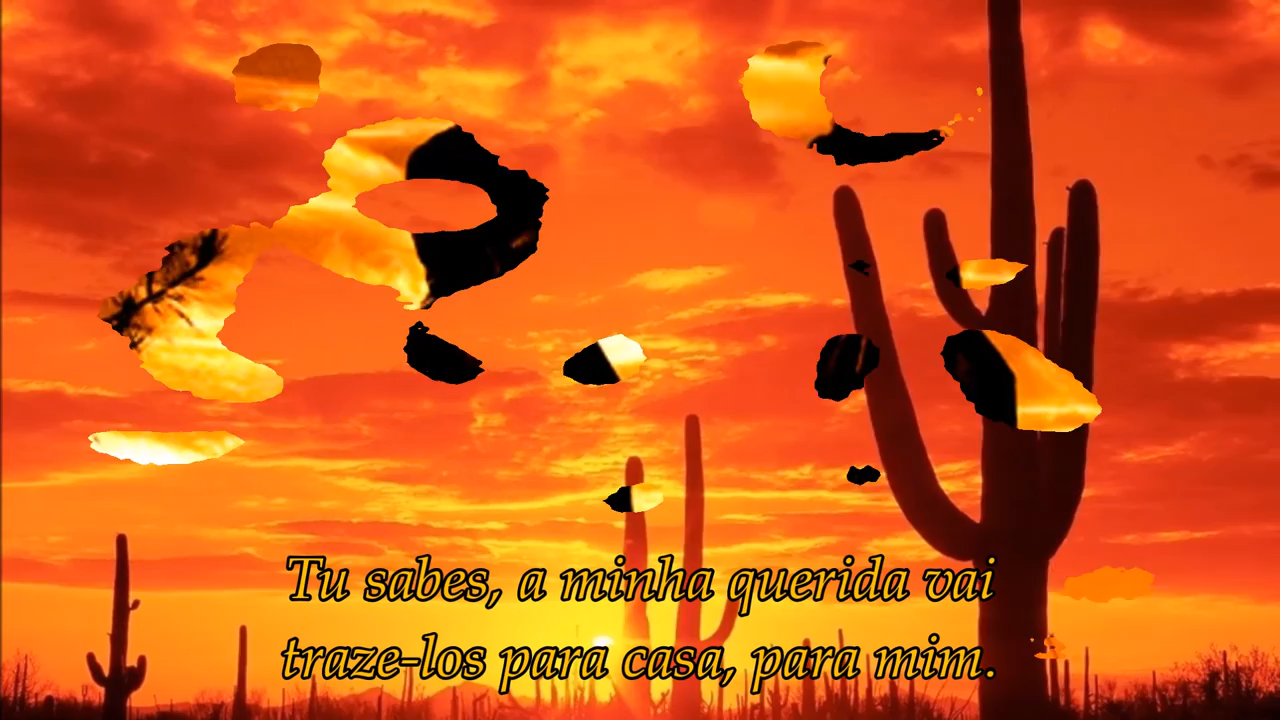 Tu sabes, a minha querida vai
traze-los para casa, para mim.